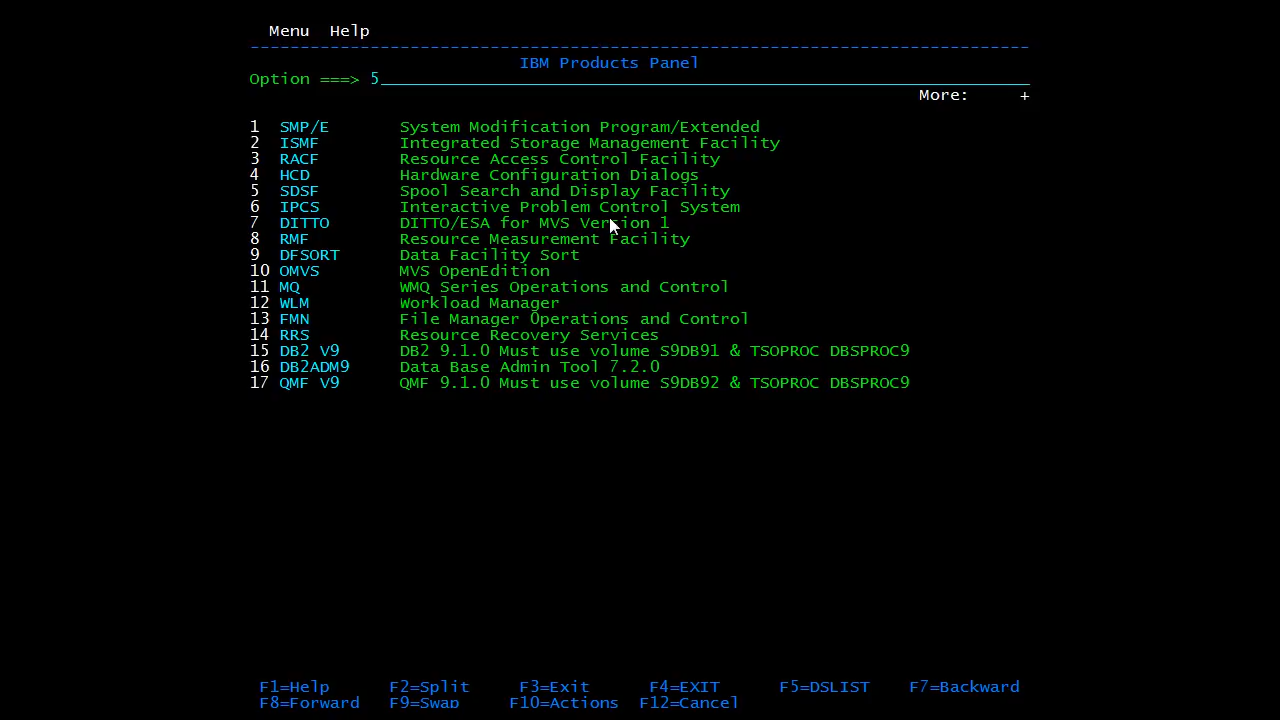 Menu Help
IBM Products Panel
Option ===> 5
More: +
1 SMP/E System Modification Program/Extended
2 ISMF Integrated Storage Management Facility
3 RACF Resource Access Control Facility
4 HCD Hardware Configuration Dialogs
5 SDSF Spool Search and Display Facility
6 IPCS Interactive Problem Control System
7 DITTO DITTO/ESA for MVS Version 1
8 RMF Resource Measurement Facility
9 DFSORT Data Facility Sort
10 OMVS MVS OpenEdition
11 MQ WMQ Series Operations and Control
12 WLM Workload Manager
13 FMN File Manager Operations and Control
14 RRS Resource Recovery Services
15 DB2 V9 DB2 9.1.0 Must use volume S9DB91 & TSOPROC DBSPROC9
16 DB2ADM9 Data Base Admin Tool 7.2.0
17 QMF V9 QMF 9.1.0 Must use volume S9DB92 & TSOPROC DBSPROC9
F1=Help F2=Split F3=Exit F4=EXIT F5=DSLIST F7=Backward
F8=Forward F9=Swap F10=Actions F12=Cancel